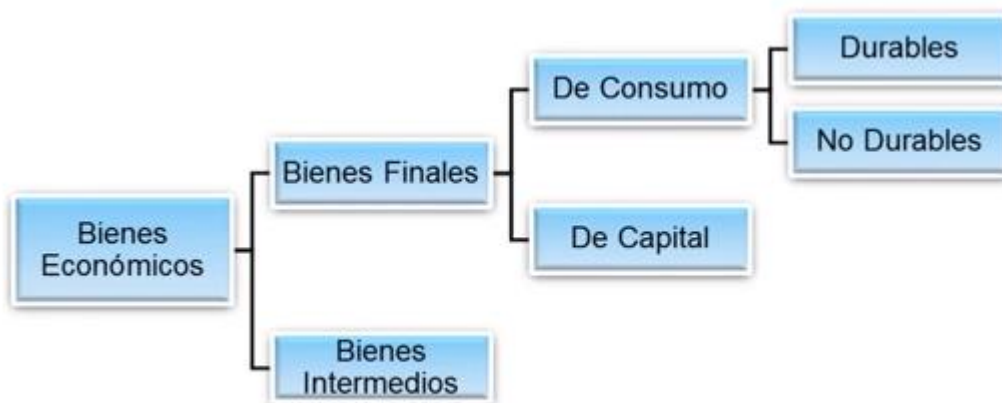 Bienes
Económicos
Bienes Finales
Bienes
Intermedios
De Consumo
De Capital
Durables
No Durables